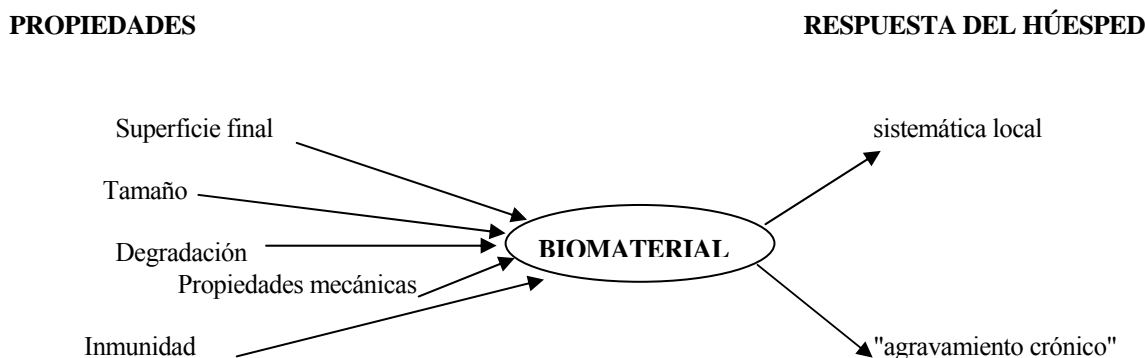 PROPIEDADES
RESPUESTA DEL HÚESPED
Superficie final
sistemática local
Tamaño
Degradación
BIOMATERIAL
Propiedades mecánicas
Inmunidad
"agravamiento crónico"